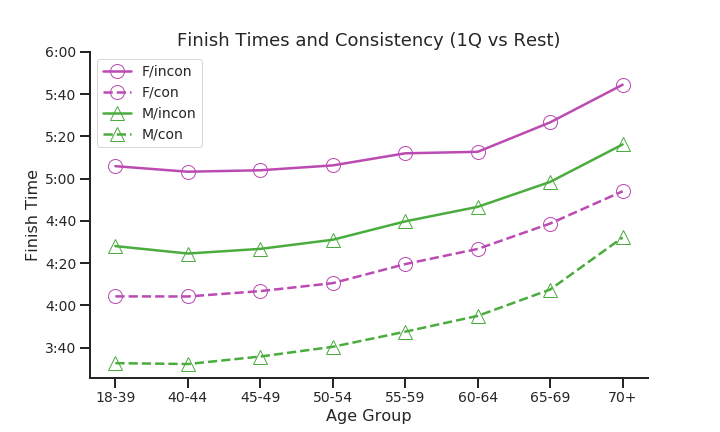 Finish Times and Consistency (1Q vs Rest)
6:00
5:40
5:20
5:00
4:40
4:20
4:00
3:40
Finish Time
F/incon
F/con
M/incon
M/con
18-39 40-44 45-49 50-54 55-59 60-64 65-69 70+
Age Group